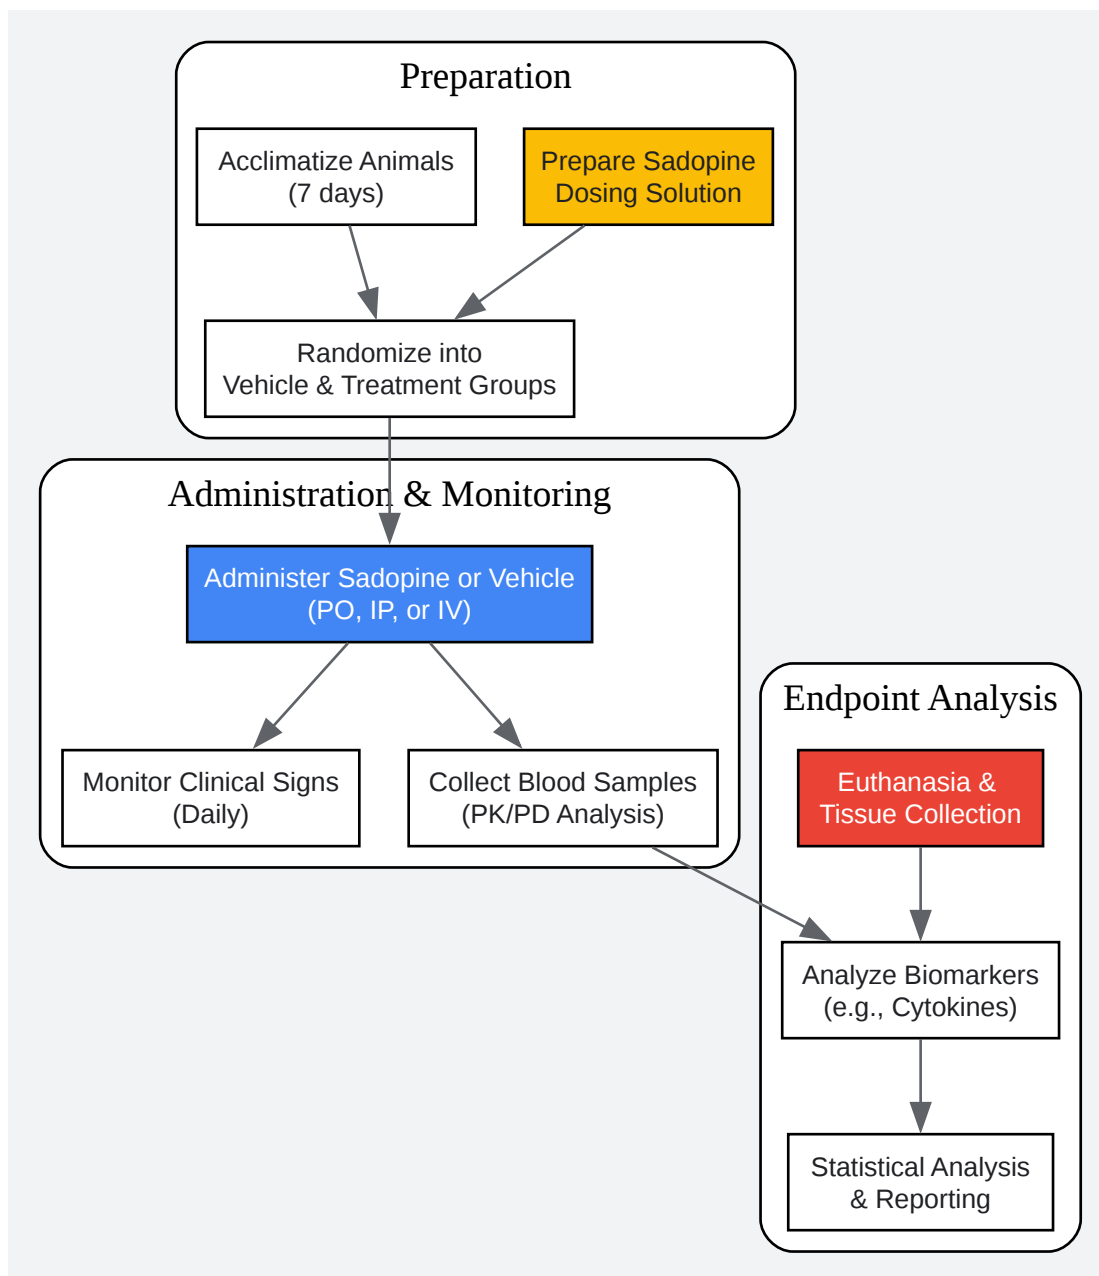 Preparation
Acclimatize Animals
(7 days)
Prepare Sadopine
Dosing Solution
Randomize into
Vehicle & Treatment Groups
Administration & Monitoring
Administer Sadopine or Vehicle
(PO, IP, or IV)
Monitor Clinical Signs
(Daily)
Collect Blood Samples
(PK/PD Analysis)
Endpoint Analysis
Euthanasia &
Tissue Collection
Analyze Biomarkers
(e.g., Cytokines)
Statistical Analysis
& Reporting